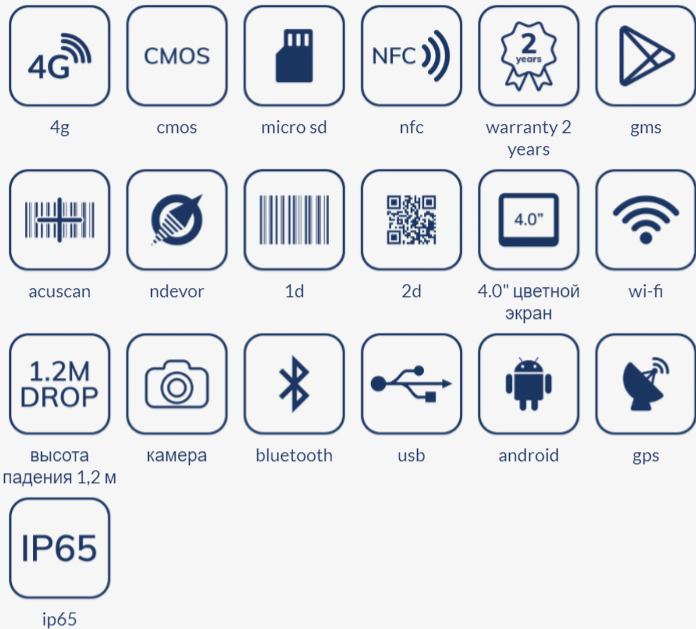 4G
CMOS
NFC
2
years
4g
cmos
micro sd
nfc
warranty 2
years
gms
4.0"
acuscan
ndevor
1d
2d
4.0" цветной
экран
wi-fi
1.2M
DROP
высота
падения 1,2 м
камера
bluetooth
usb
android
gps
IP65
ip65